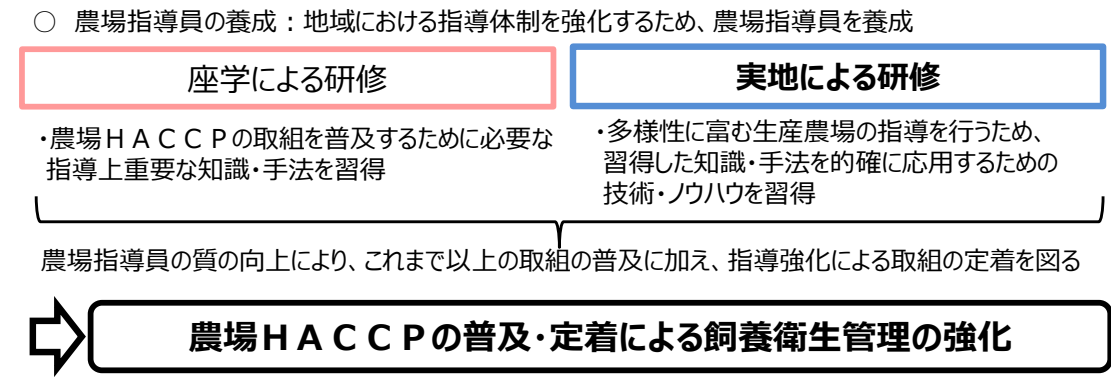 ○ 農場指導員の養成：地域における指導体制を強化するため、農場指導員を養成
座学による研修
実地による研修
・農場ＨＡＣＣＰの取組を普及するために必要な
指導上重要な知識・手法を習得
・多様性に富む生産農場の指導を行うため、
習得した知識・手法を的確に応用するための
技術・ノウハウを習得
農場指導員の質の向上により、これまで以上の取組の普及に加え、指導強化による取組の定着を図る
農場ＨＡＣＣＰの普及・定着による飼養衛生管理の強化